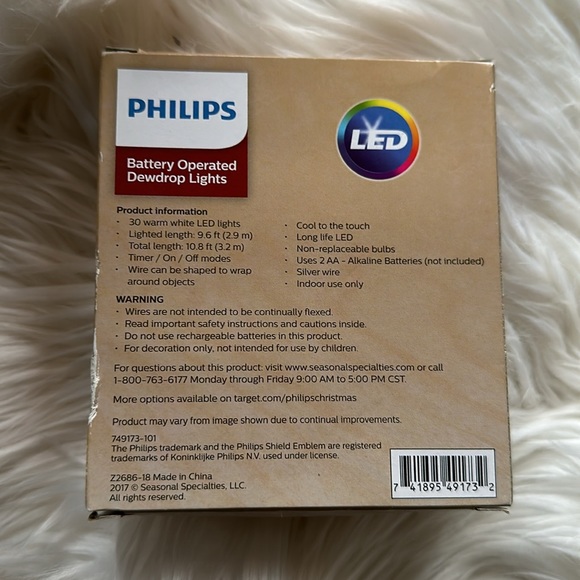 PHILIPS
Battery Operated
Dewdrop Lights
LED
Product information
· 30 warm white LED lights
· Lighted length: 9.6 ft (2.9 m)
· Total length: 10.8 ft (3.2 m)
· Timer / On / Off modes
· Wire can be shaped to wrap
around objects
· Cool to the touch
· Long life LED
· Non-replaceable bulbs
· Uses 2 AA - Alkaline Batteries (not included)
· Silver wire
· Indoor use only
WARNING
· Wires are not intended to be continually flexed.
· Read important safety instructions and cautions inside.
· Do not use rechargeable batteries in this product.
· For decoration only, not intended for use by children.
For questions about this product: visit www.seasonalspecialties.com or call
1-800-763-6177 Monday through Friday 9:00 AM to 5:00 PM CST.
More options available on target.com/philipschristmas
Product may vary from image shown due to continual improvements.
749173-101
The Philips trademark and the Philips Shield Emblem are registered
trademarks of Koninklijke Philips N.V. used under license.
Z2686-18 Made in China
2017 © Seasonal Specialties, LLC.
All rights reserved.
7 41895 49173 2